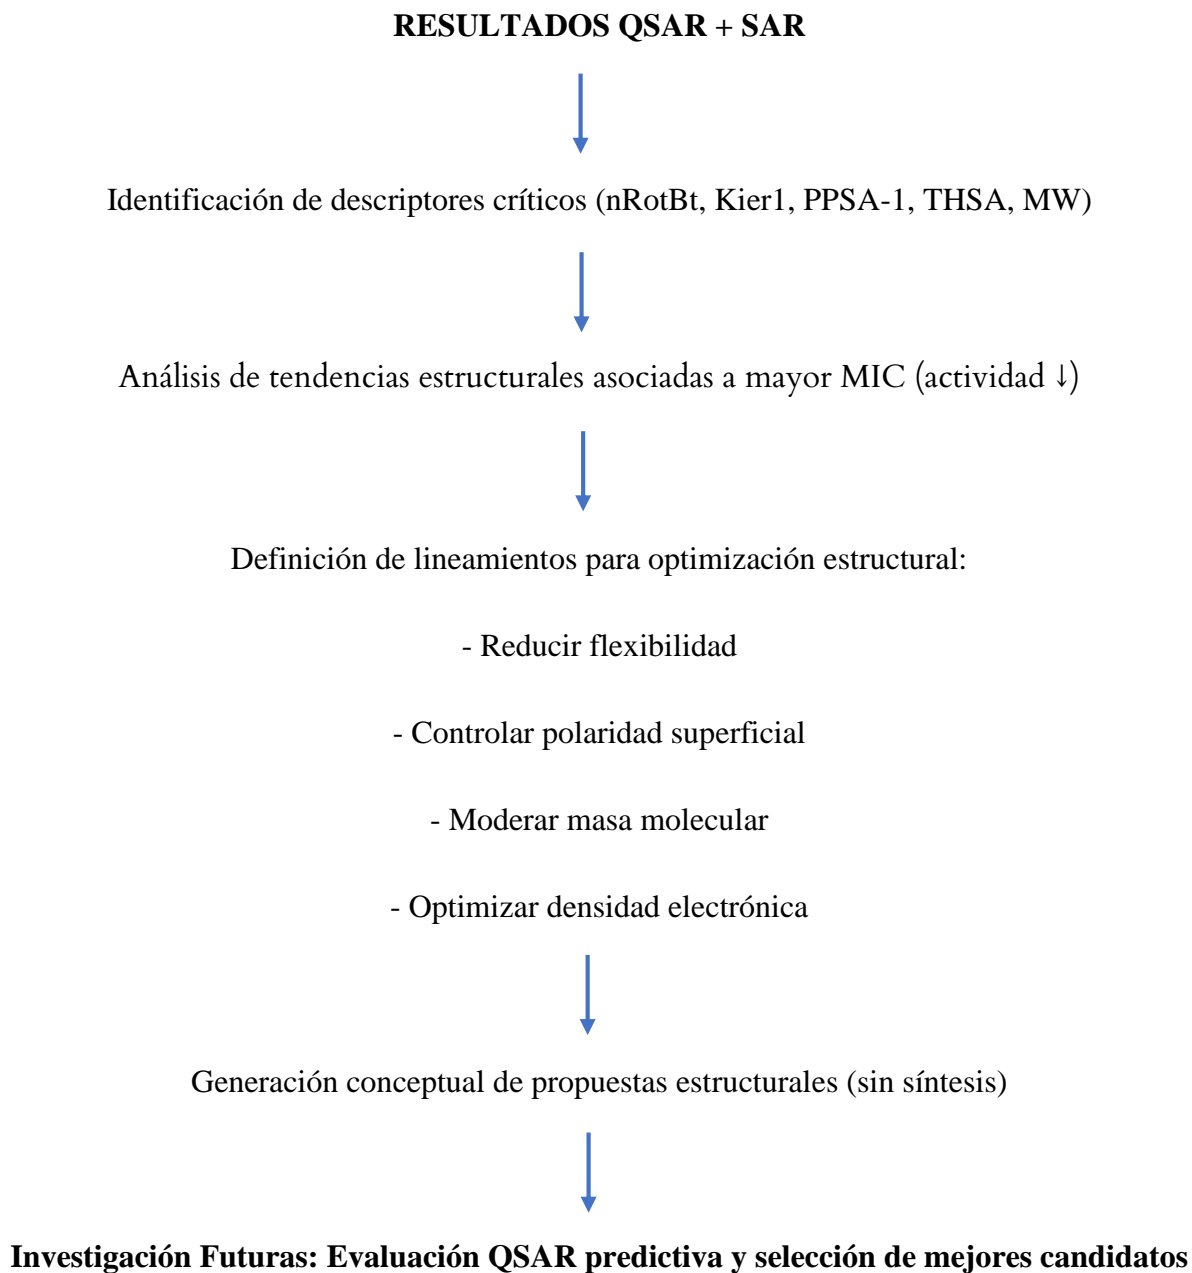 RESULTADOS QSAR + SAR
Identificación de descriptores críticos (nRotBt, Kier1, PPSA-1, THSA, MW)
Análisis de tendencias estructurales asociadas a mayor MIC (actividad ↓)
Definición de lineamientos para optimización estructural:
- Reducir flexibilidad
- Controlar polaridad superficial
- Moderar masa molecular
- Optimizar densidad electrónica
Generación conceptual de propuestas estructurales (sin síntesis)
Investigación Futuras: Evaluación QSAR predictiva y selección de mejores candidatos